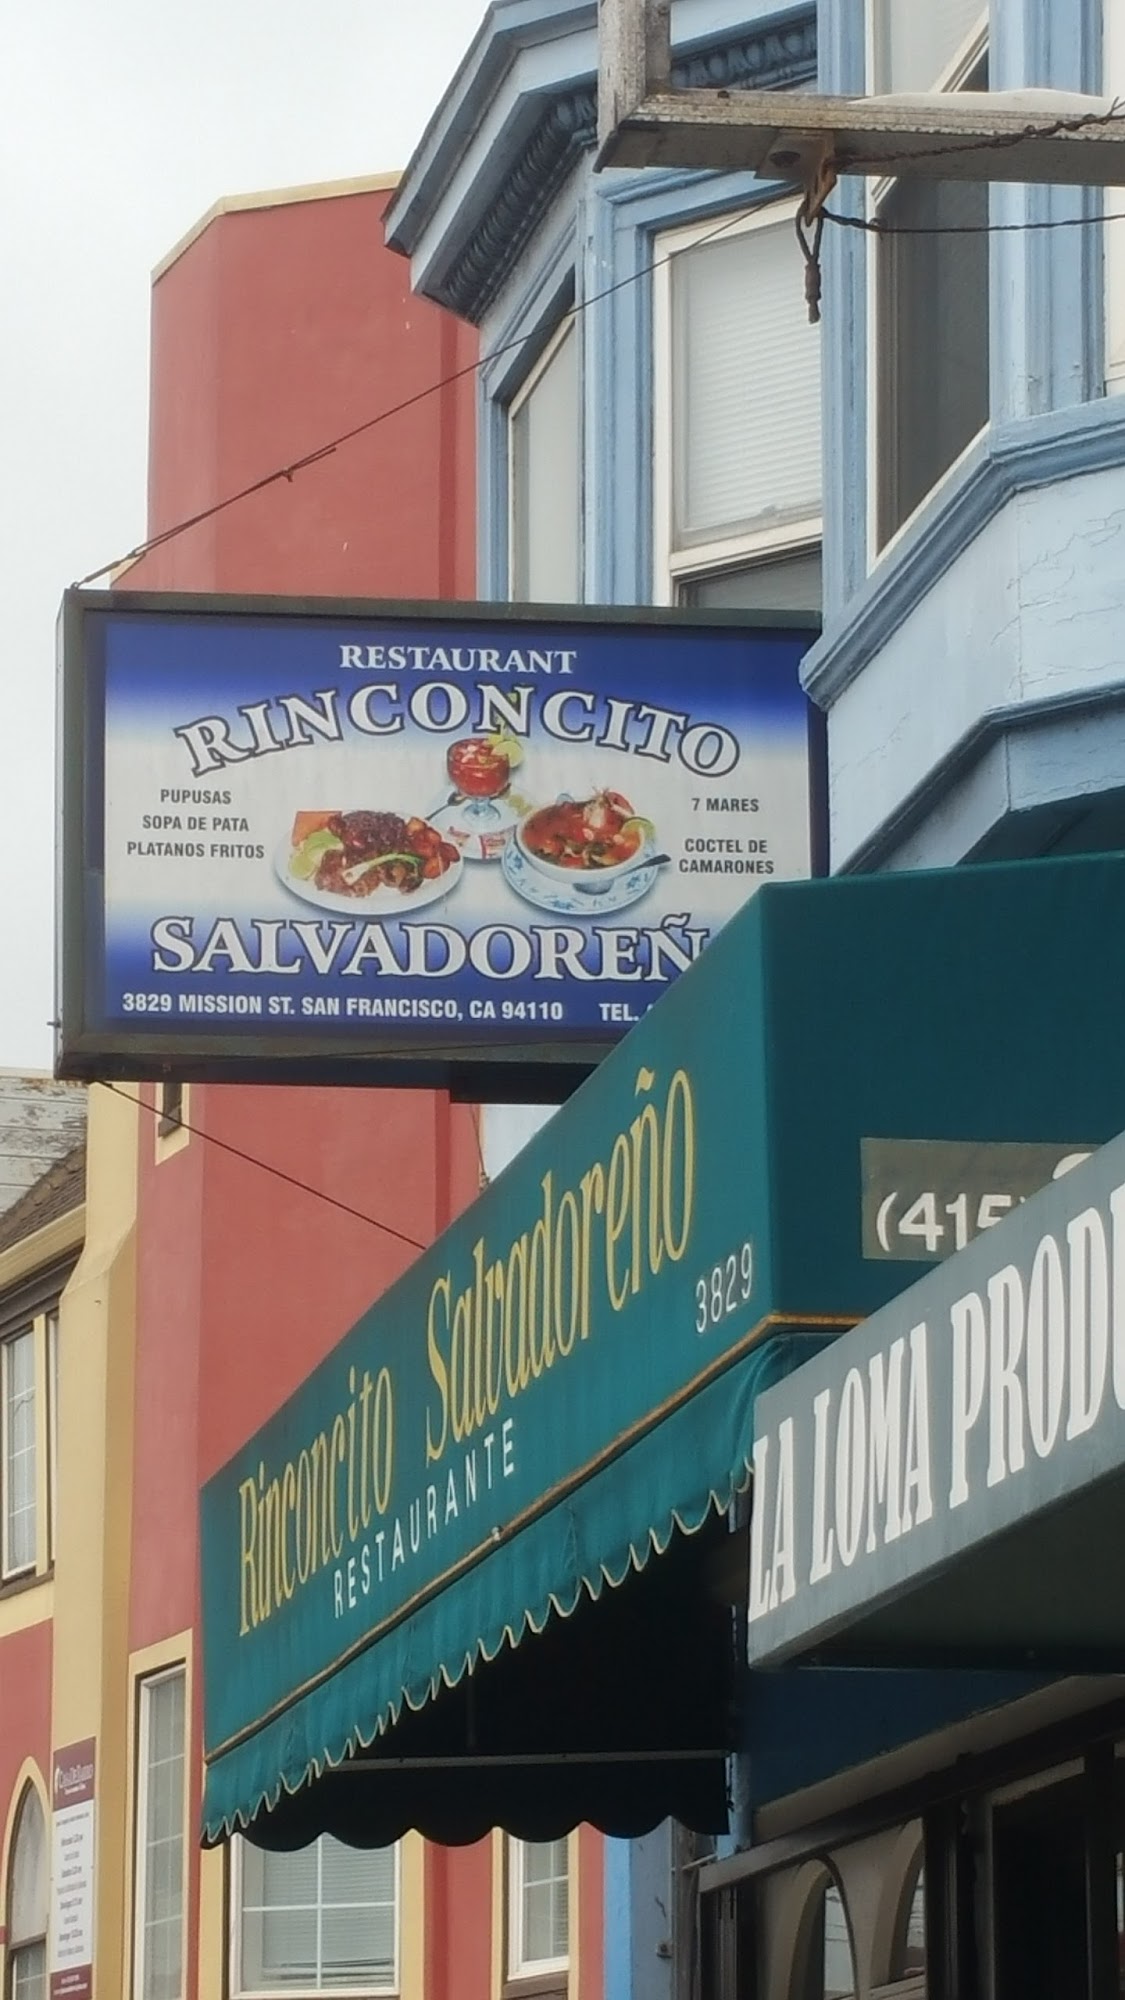 RESTAURANT
RINCONCITO
PUPUSAS
SOPA DE PATA
PLATANOS FRITOS
7 MARES
COCTEL DE
CAMARONES
SALVADOREÑ
3829 MISSION ST. SAN FRANCISCO, CA 94110 TEL.
Rinconcito Salvadoreño
3829
RESTAURANTE
(415)
LA LOMA PRODU